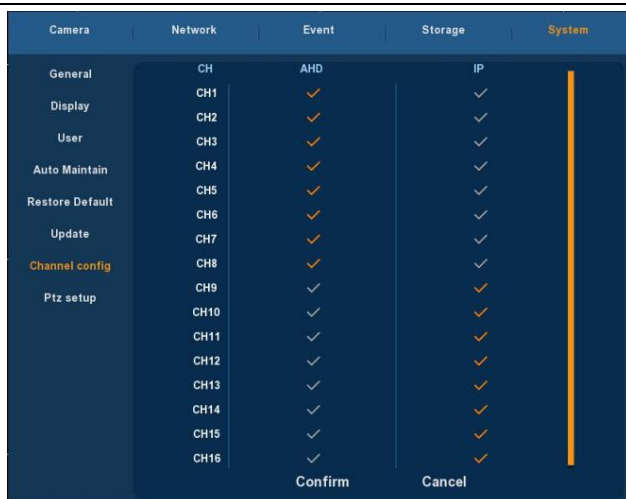 Camera Network Event Storage System
General
Display
User
Auto Maintain
Restore Default
Update
Channel config
Ptz setup
CH AHD IP
CH1
CH2
CH3
CH4
CH5
CH6
CH7
CH8
CH9
CH10
CH11
CH12
CH13
CH14
CH15
CH16
Confirm Cancel